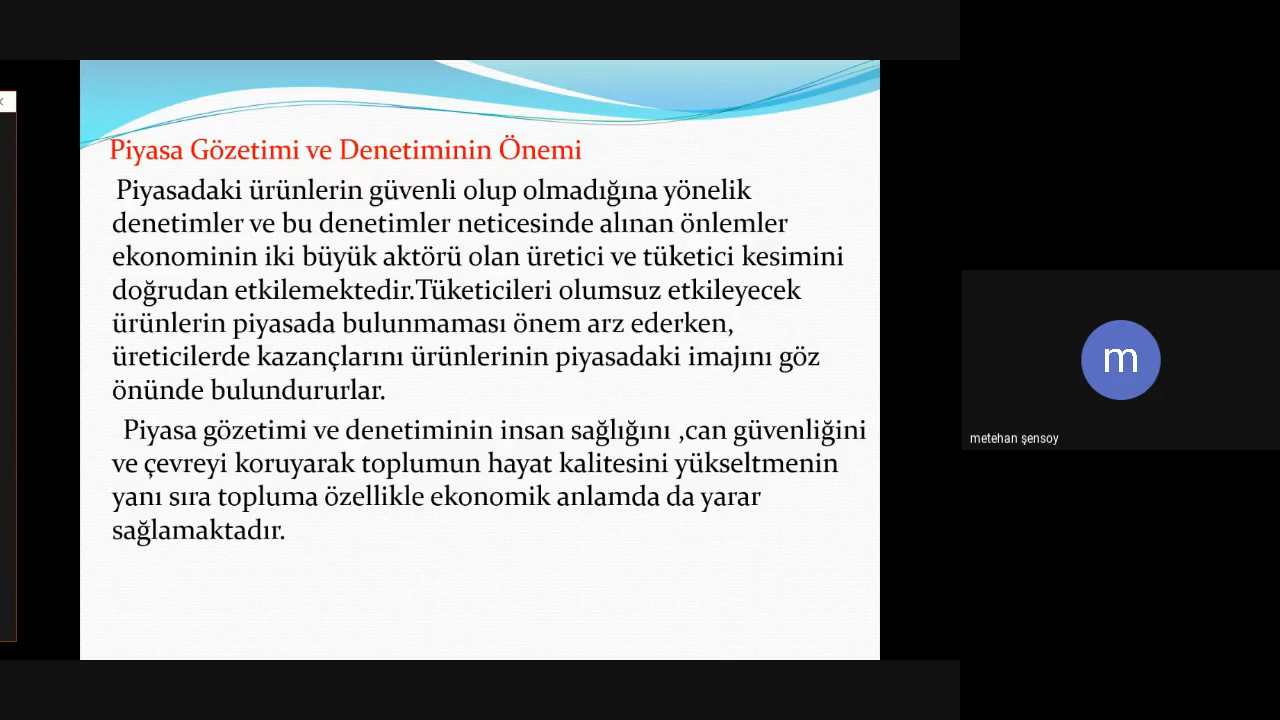 Piyasa Gözetimi ve Denetiminin Önemi
Piyasadaki ürünlerin güvenli olup olmadığına yönelik
denetimler ve bu denetimler neticesinde alınan önlemler
ekonominin iki büyük aktörü olan üretici ve tüketici kesimini
doğrudan etkilemektedir.Tüketicileri olumsuz etkileyecek
ürünlerin piyasada bulunmaması önem arz ederken,
üreticilerde kazançlarını ürünlerinin piyasadaki imajını göz
önünde bulundururlar.
Piyasa gözetimi ve denetiminin insan sağlığını ,can güvenliğini
ve çevreyi koruyarak toplumun hayat kalitesini yükseltmenin
yanı sıra topluma özellikle ekonomik anlamda da yarar
sağlamaktadır.
m
metehan şensoy